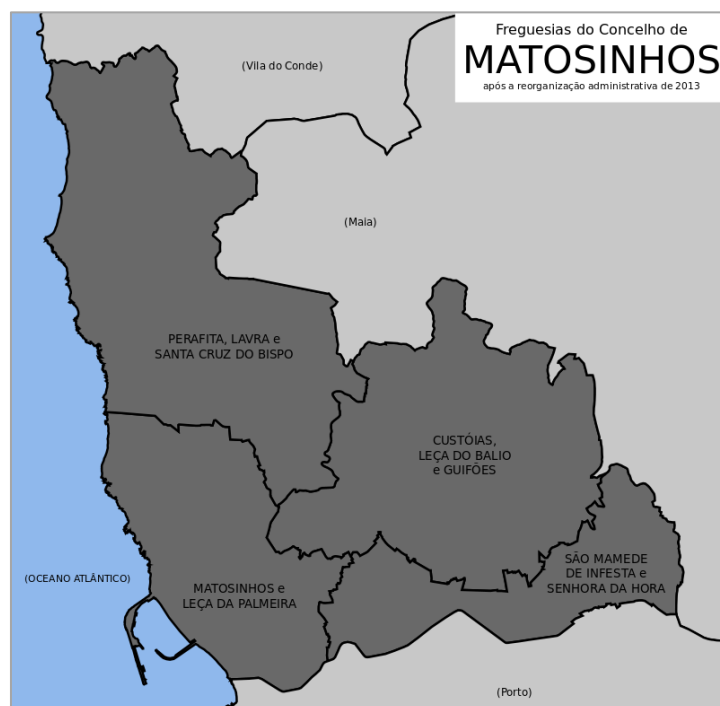 Freguesias do Concelho de
MATOSINHOS
após a reorganização administrativa de 2013
(Vila do Conde)
(Maia)
PERAFITA, LAVRA e
SANTA CRUZ DO BISPO
CUSTÓIAS,
LEÇA DO BALIO
e GUIFÕES
SÃO MAMEDE
DE INFESTA e
SENHORA DA HORA
(OCEANO ATLÂNTICO)
MATOSINHOS e
LEÇA DA PALMEIRA
(Porto)